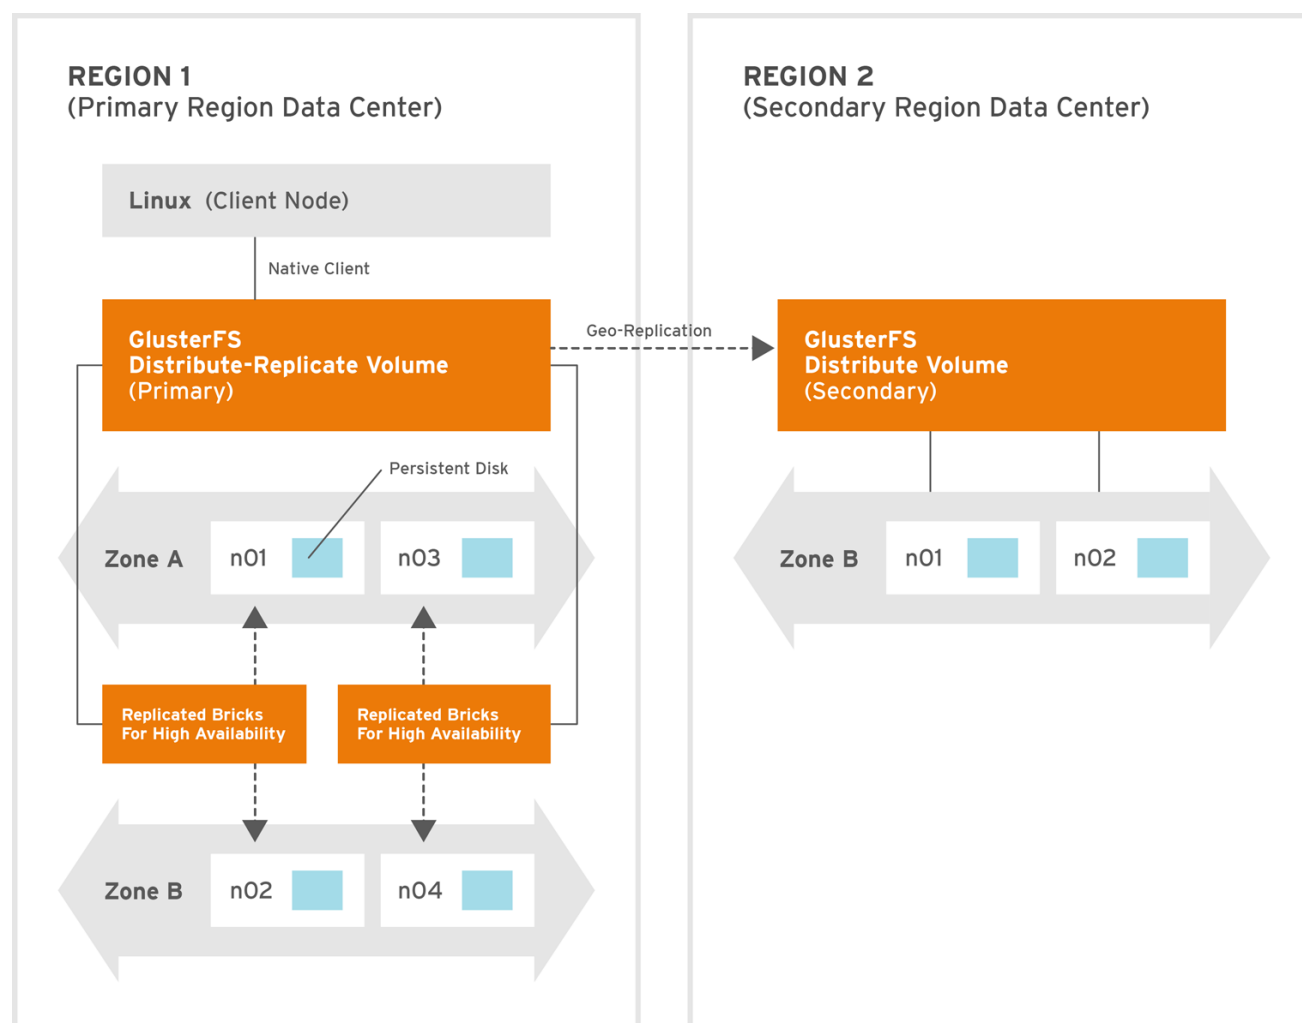 REGION 1
(Primary Region Data Center)
Linux (Client Node)
Native Client
GlusterFS
Distribute-Replicate Volume
(Primary)
Geo-Replication
Persistent Disk
Zone A
n01
n03
Replicated Bricks
For High Availability
Replicated Bricks
For High Availability
Zone B
n02
n04
REGION 2
(Secondary Region Data Center)
GlusterFS
Distribute Volume
(Secondary)
Zone B
n01
n02